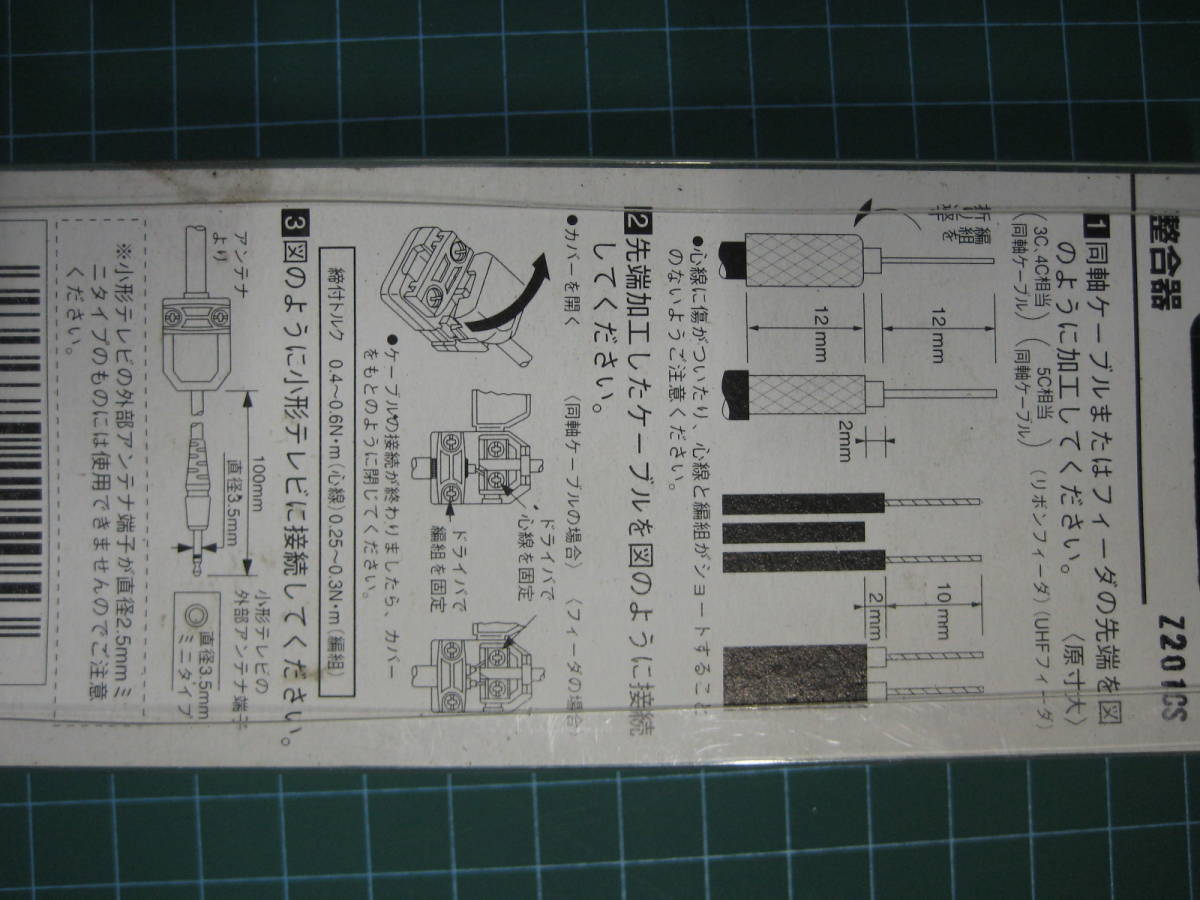 整合器
Z201CS
1 同軸ケーブルまたはフィーダの先端を図
のように加工してください。 〈原寸大〉
(3C、4C相当) ( 5C相当 ) (リボンフィーダ)(UHFフィーダ)
(同軸ケーブル) (同軸ケーブル)
編組を
折り返す
12mm
12mm
2mm
10mm
2mm
●心線に傷がついたり、心線と編組がショートすること
のないようご注意ください。
2 先端加工したケーブルを図のように接続
してください。
●カバーを開く
〈同軸ケーブルの場合〉
〈フィーダの場合〉
ドライバで
心線を固定
ドライバで
編組を固定
●ケーブルの接続が終わりましたら、カバー
をもとのように閉じてください。
締付トルク 0.4~0.6N・m(心線) 0.25~0.3N・m(編組)
3 図のように小形テレビに接続してください。
アンテナ
より
100mm
直径3.5mm
小形テレビの
外部アンテナ端子
直径3.5mm
ミニタイプ
※小形テレビの外部アンテナ端子が直径2.5mmミ
ニタイプのものには使用できませんのでご注意
ください。